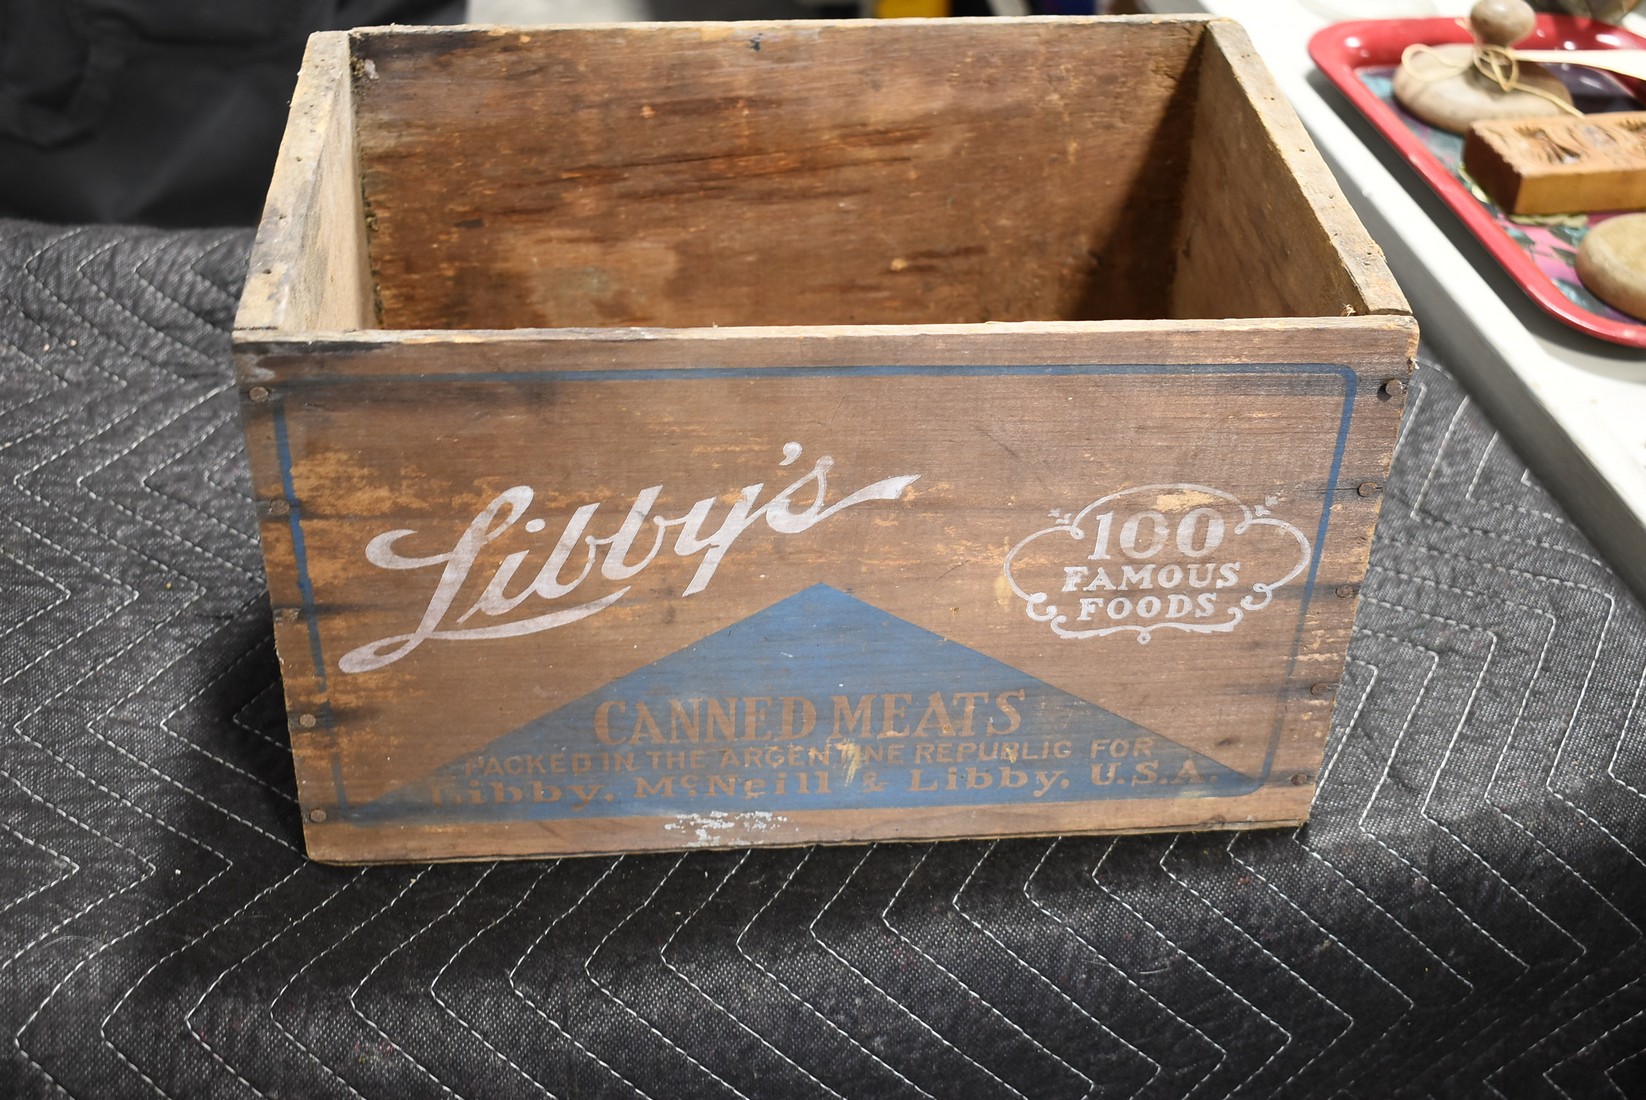 Libby's
100
FAMOUS
FOODS
CANNED MEATS
PACKED IN THE ARGENTINE REPUBLIC FOR
Libby, McNeill & Libby, U.S.A.